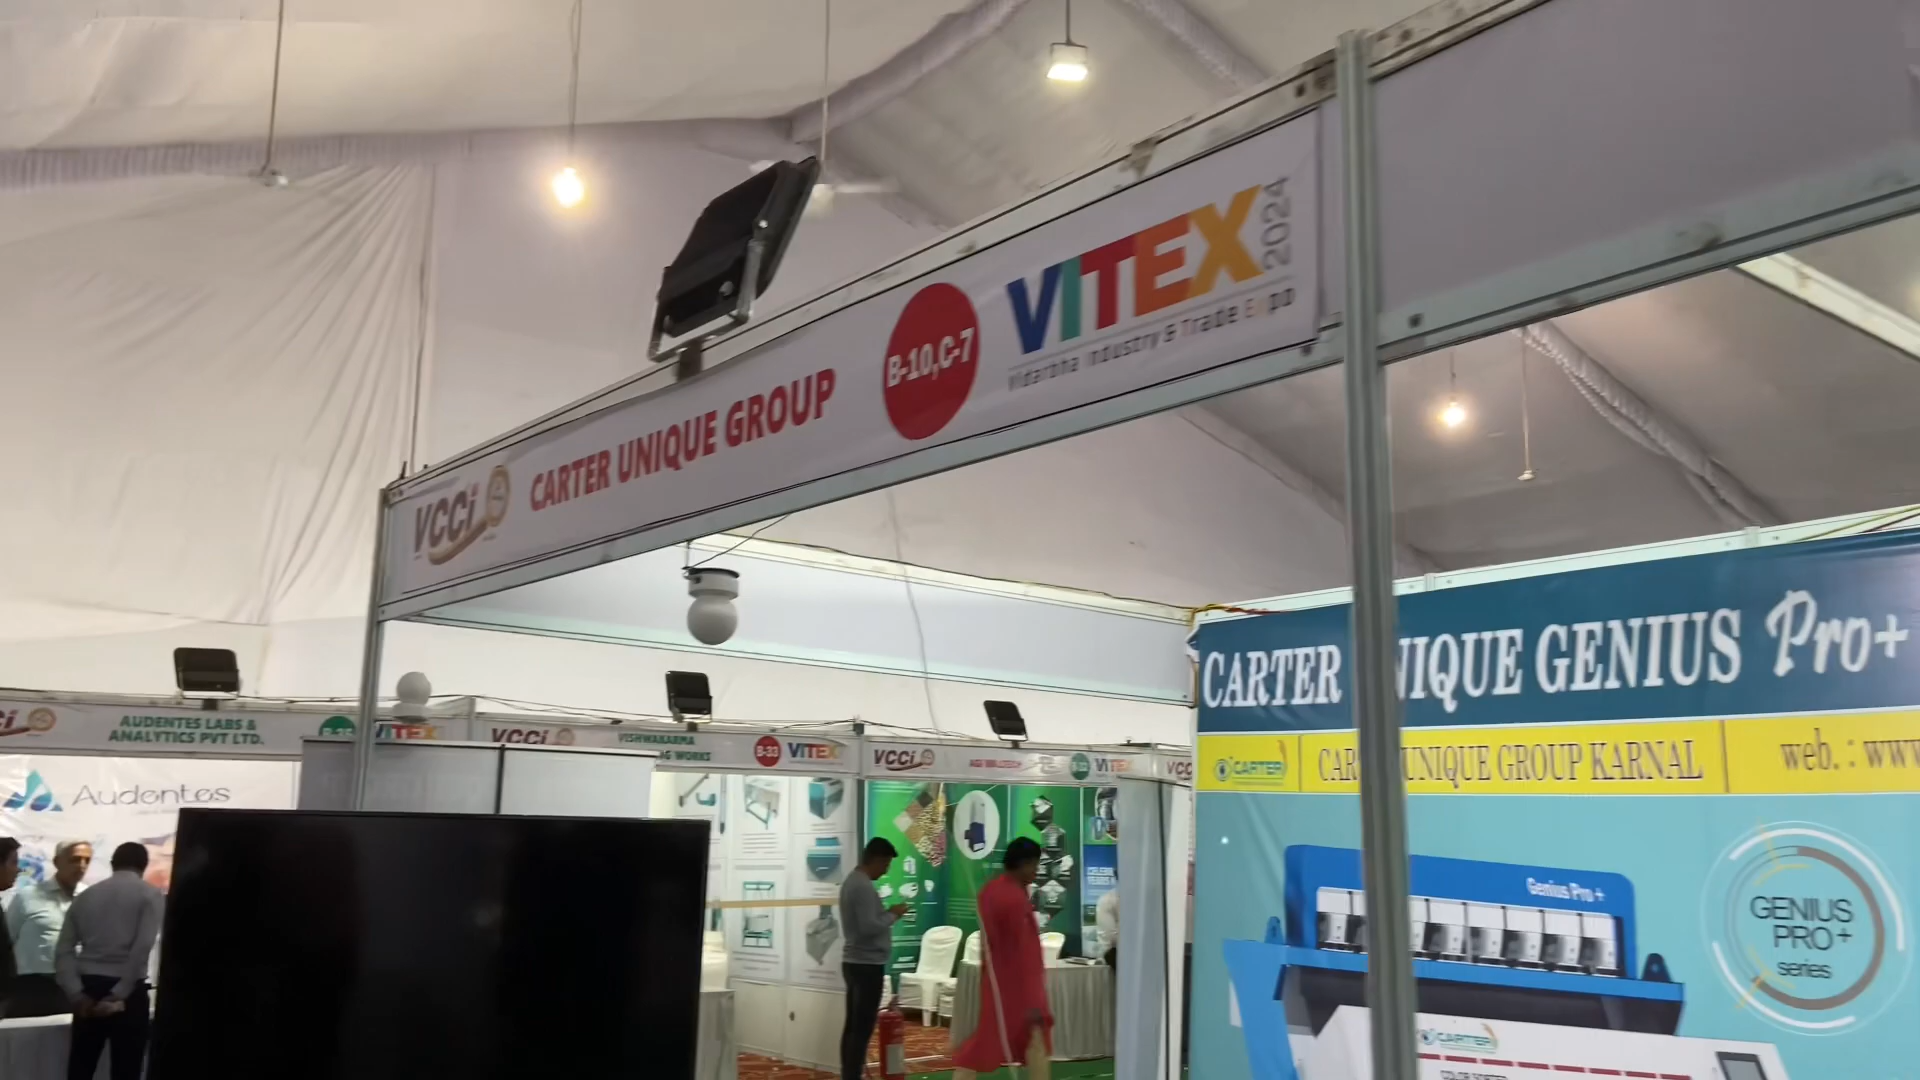 VCCi
CARTER UNIQUE GROUP
B-10,C-7
VITEX
2024
Vidarbha Industry & Trade Expo
CARTER
NIQUE GENIUS Pro+
CARTER
UNIQUE GROUP KARNAL
web. : www
Genius Pro +
GENIUS
PRO+
series
CARTER
AUDENTES LABS &
ANALYTICS PVT LTD.
VITEX
Audentes
VCCi
VISHWAKARMA
WORKS
B-33
VITEX
VCCi